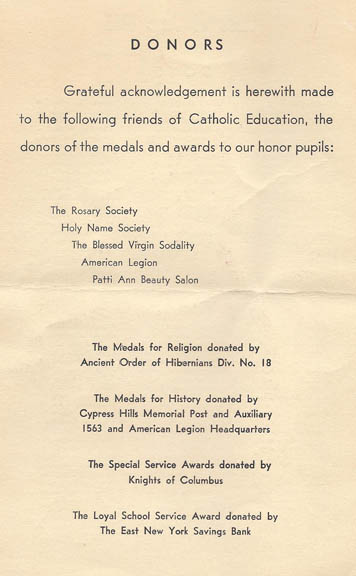 DONORS
Grateful acknowledgement is herewith made
to the following friends of Catholic Education, the
donors of the medals and awards to our honor pupils:
The Rosary Society
Holy Name Society
The Blessed Virgin Sodality
American Legion
Patti Ann Beauty Salon
The Medals for Religion donated by
Ancient Order of Hibernians Div. No. 18
The Medals for History donated by
Cypress Hills Memorial Post and Auxiliary
1563 and American Legion Headquarters
The Special Service Awards donated by
Knights of Columbus
The Loyal School Service Award donated by
The East New York Savings Bank